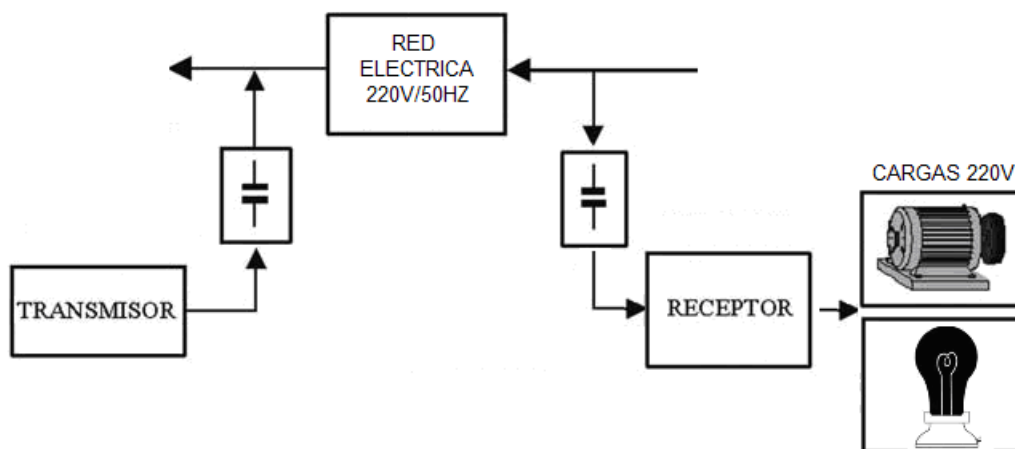 RED
ELECTRICA
220V/50HZ
CARGAS 220V
TRANSMISOR
RECEPTOR